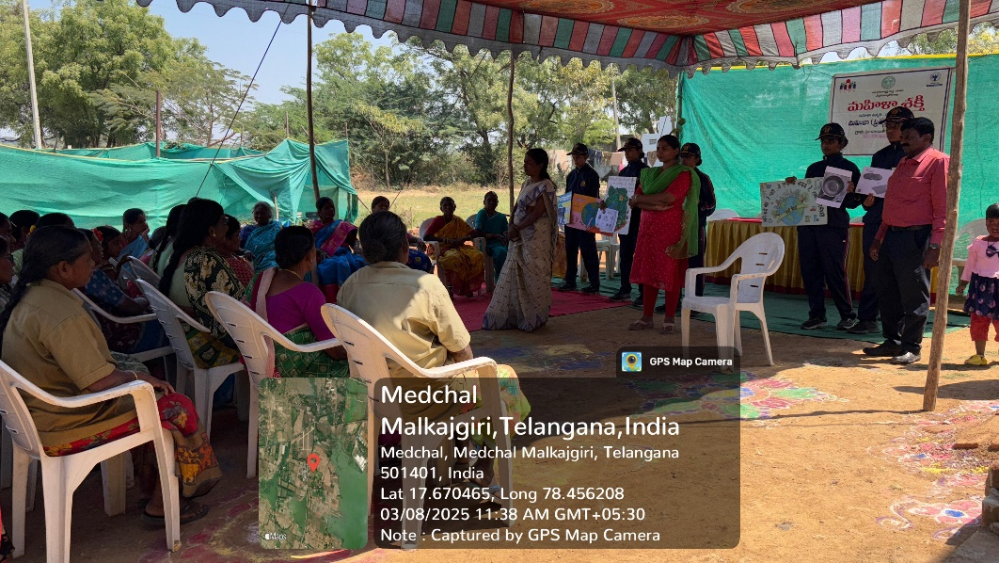 మహిళా శక్తి
GPS Map Camera
Medchal
Malkajgiri,Telangana,India
Medchal, Medchal Malkajgiri, Telangana
501401, India
Lat 17.670465, Long 78.456208
03/08/2025 11:38 AM GMT+05:30
Note : Captured by GPS Map Camera
Maps